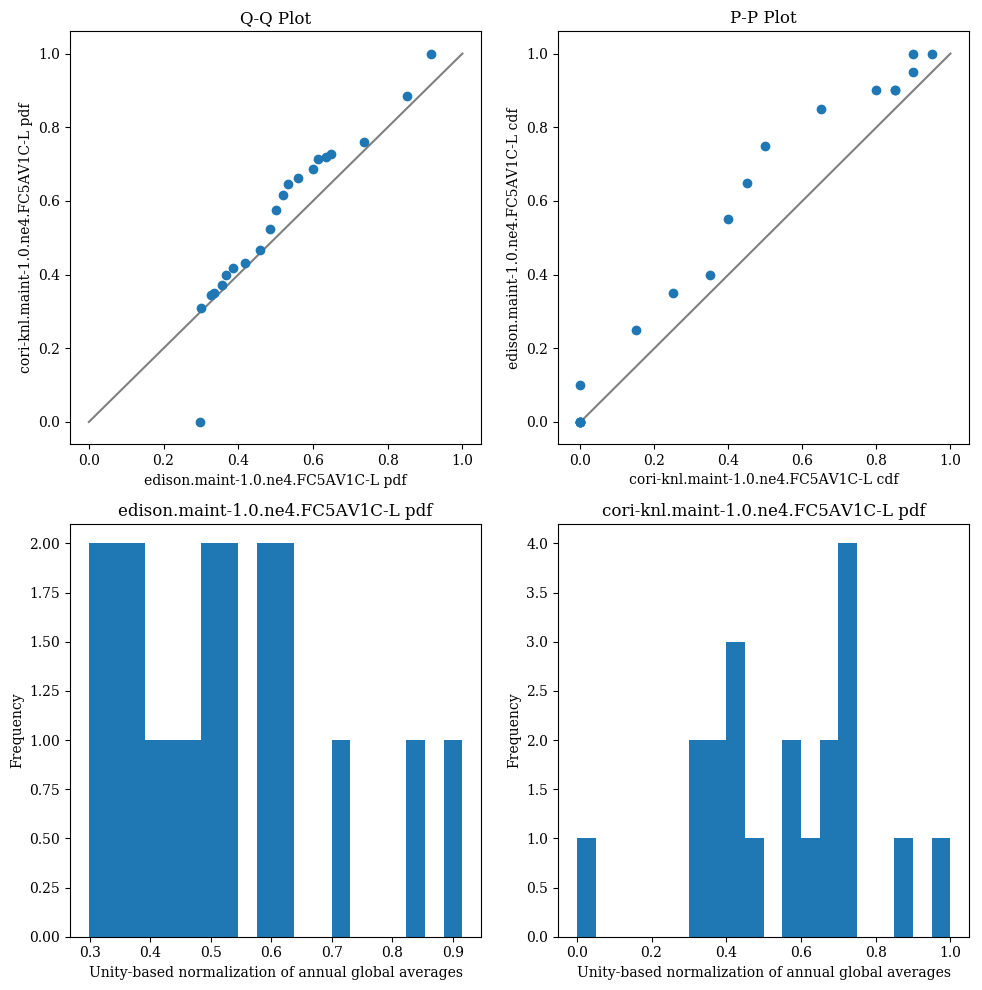 Q-Q Plot
1.0
0.8
0.6
0.4
0.2
0.0
cori-knl.maint-1.0.ne4.FC5AV1C-L pdf
0.0 0.2 0.4 0.6 0.8 1.0
edison.maint-1.0.ne4.FC5AV1C-L pdf
P-P Plot
1.0
0.8
0.6
0.4
0.2
0.0
edison.maint-1.0.ne4.FC5AV1C-L cdf
0.0 0.2 0.4 0.6 0.8 1.0
cori-knl.maint-1.0.ne4.FC5AV1C-L cdf
edison.maint-1.0.ne4.FC5AV1C-L pdf
2.00
1.75
1.50
1.25
1.00
0.75
0.50
0.25
0.00
Frequency
0.3 0.4 0.5 0.6 0.7 0.8 0.9
Unity-based normalization of annual global averages
cori-knl.maint-1.0.ne4.FC5AV1C-L pdf
4.0
3.5
3.0
2.5
2.0
1.5
1.0
0.5
0.0
Frequency
0.0 0.2 0.4 0.6 0.8 1.0
Unity-based normalization of annual global averages